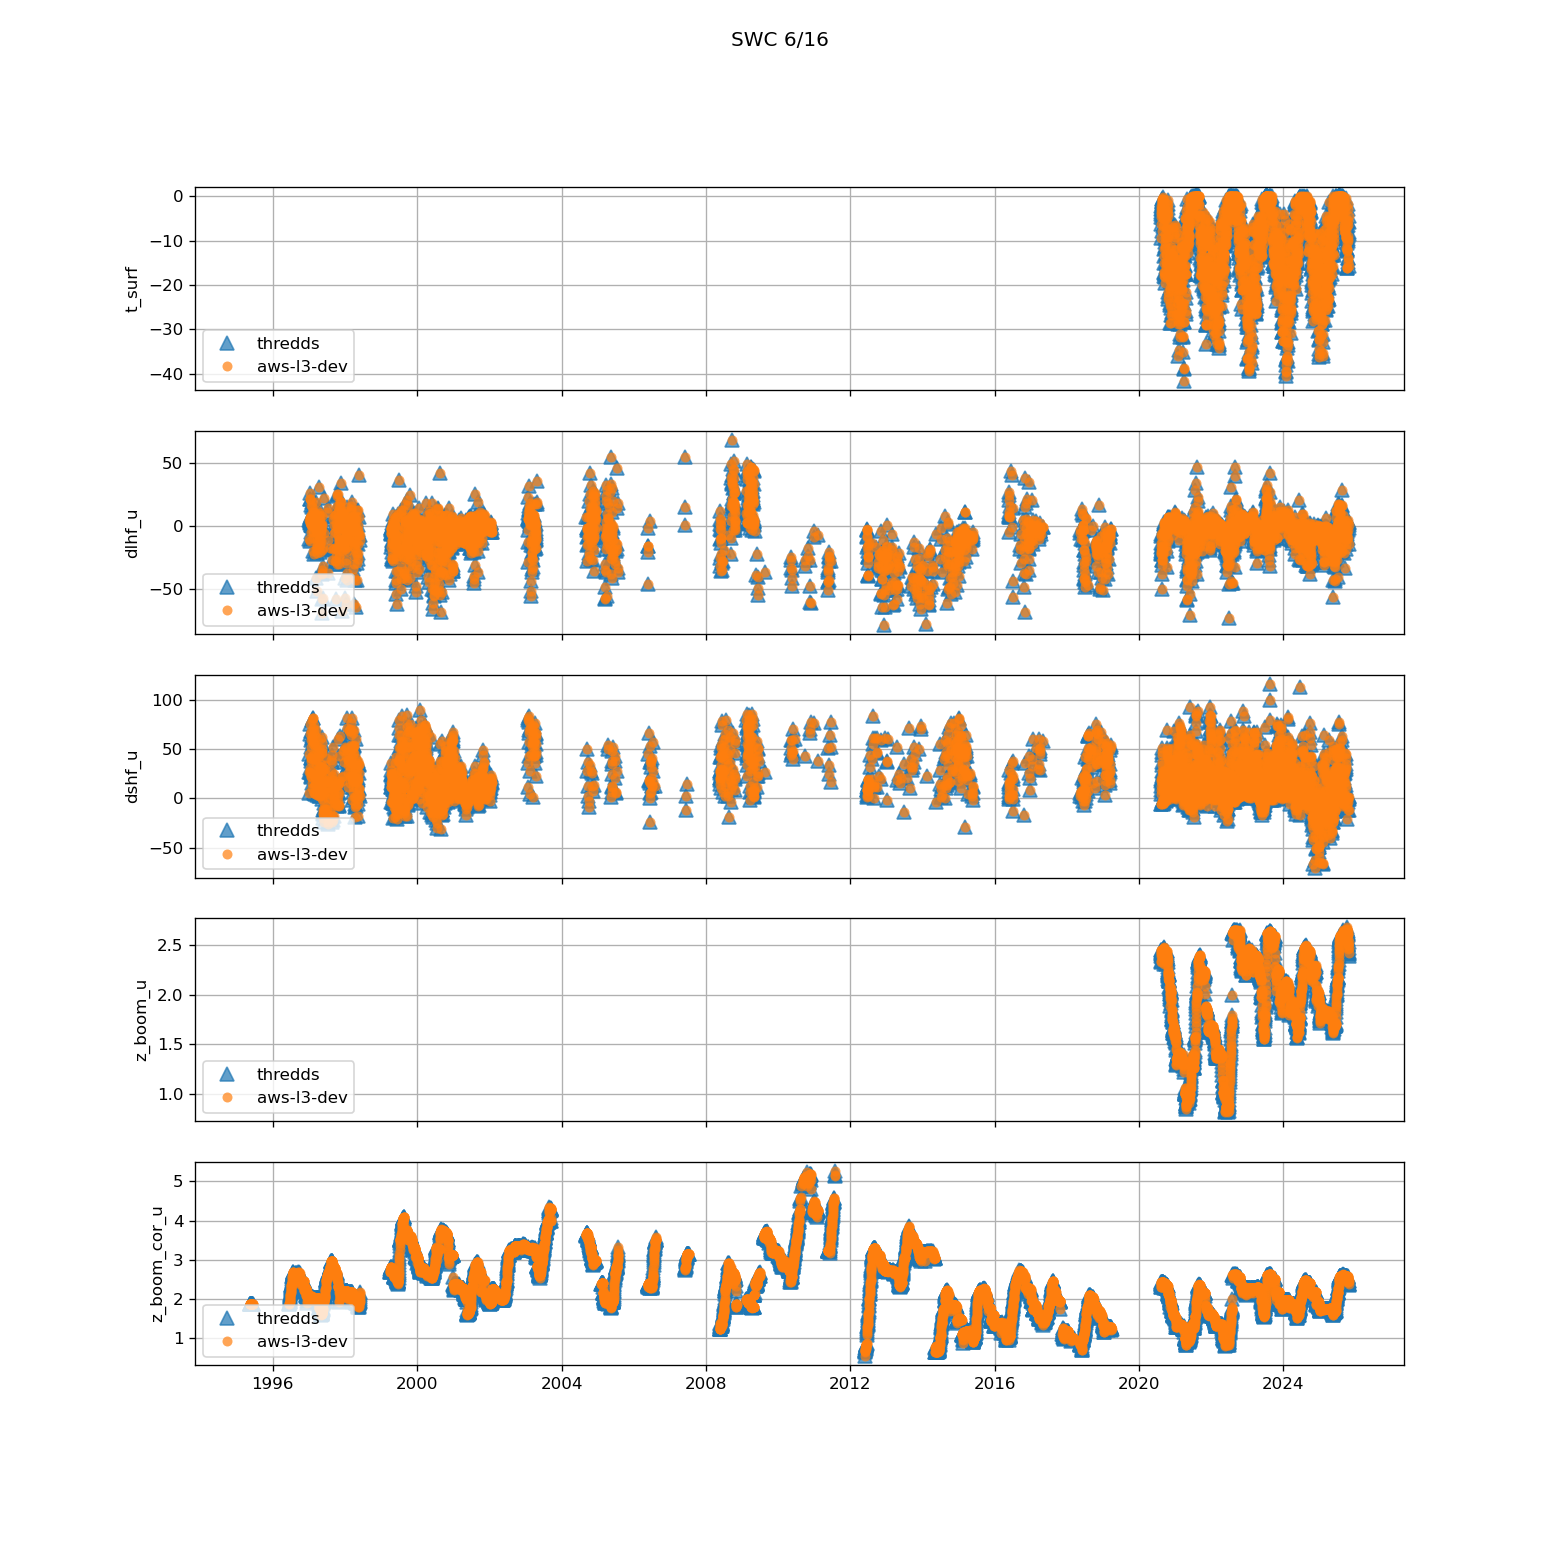 SWC 6/16
0
−10
−20
−30
−40
t_surf
thredds
aws-l3-dev
50
0
−50
dlhf_u
thredds
aws-l3-dev
100
50
0
−50
dshf_u
thredds
aws-l3-dev
2.5
2.0
1.5
1.0
z_boom_u
thredds
aws-l3-dev
5
4
3
2
1
z_boom_cor_u
thredds
aws-l3-dev
1996 2000 2004 2008 2012 2016 2020 2024